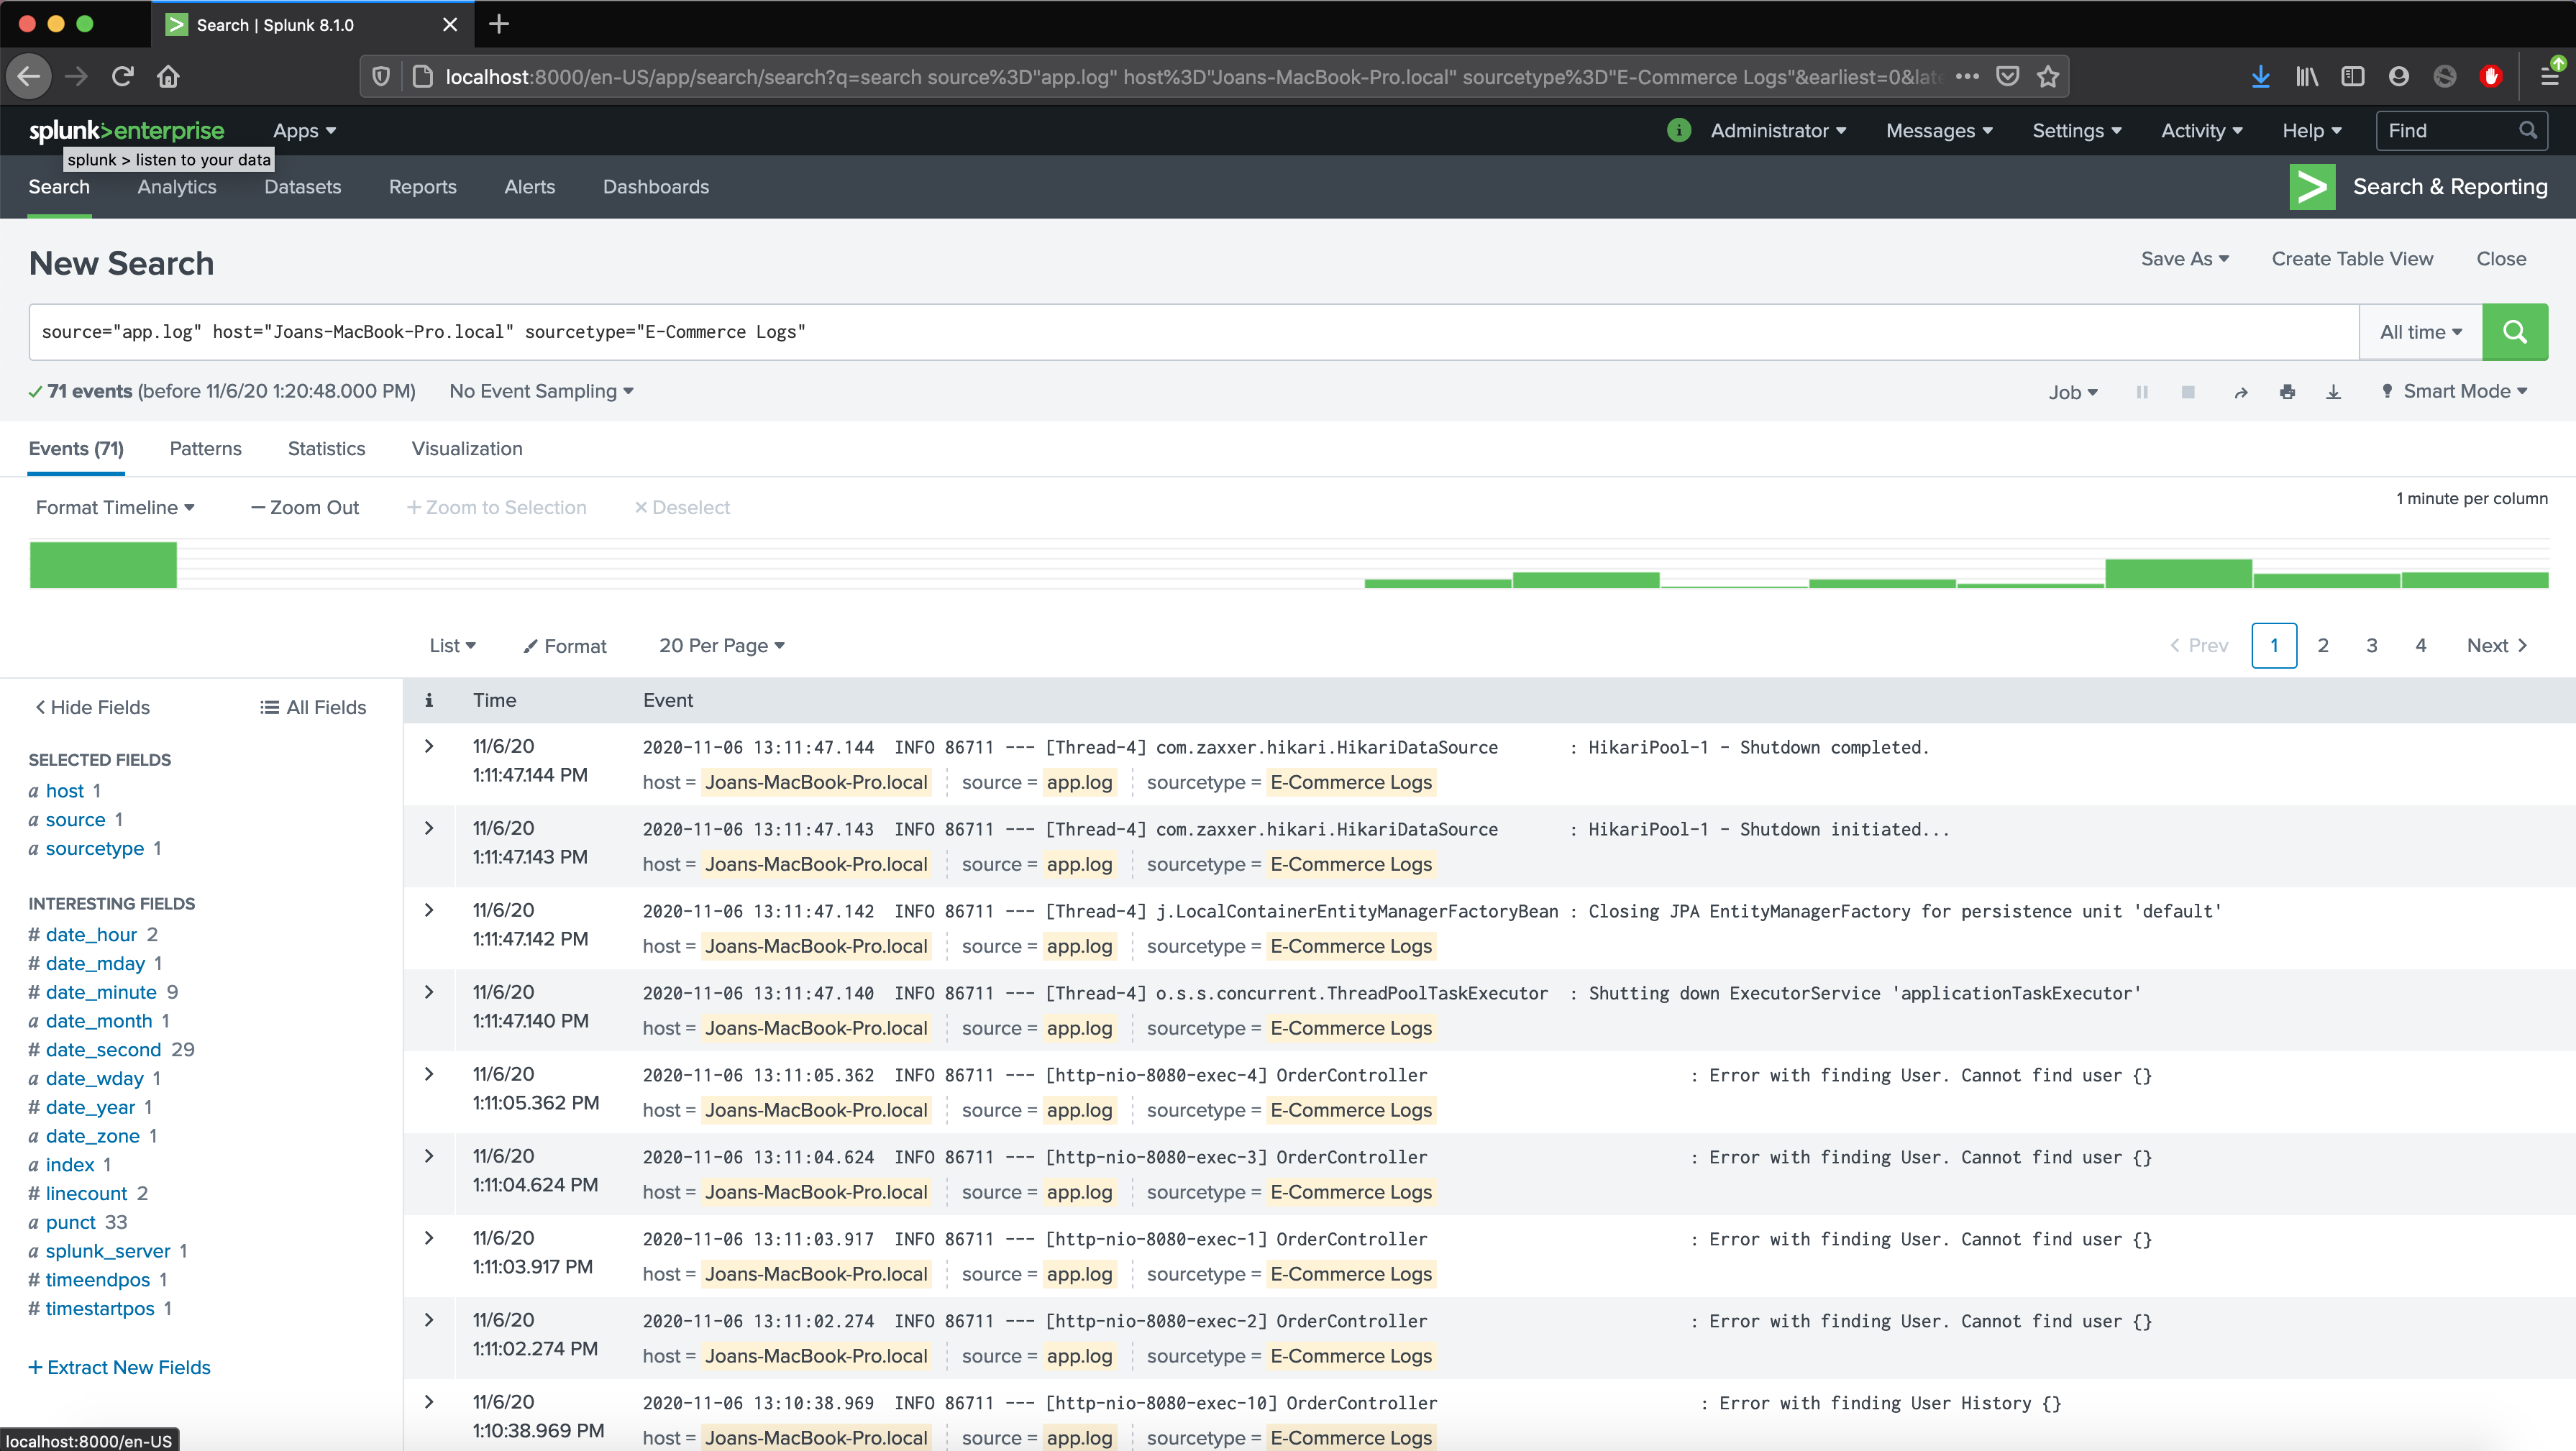 Search | Splunk 8.1.0
localhost:8000/en-US/app/search/search?q=search source%3D"app.log" host%3D"Joans-MacBook-Pro.local" sourcetype%3D"E-Commerce Logs"&earliest=0&late
splunk>enterprise Apps Administrator Messages Settings Activity Help Find
splunk > listen to your data
Search Analytics Datasets Reports Alerts Dashboards Search & Reporting
New Search Save As Create Table View Close
source="app.log" host="Joans-MacBook-Pro.local" sourcetype="E-Commerce Logs" All time
71 events (before 11/6/20 1:20:48.000 PM) No Event Sampling Job Smart Mode
Events (71) Patterns Statistics Visualization
Format Timeline — Zoom Out + Zoom to Selection × Deselect 1 minute per column
List Format 20 Per Page < Prev 1 2 3 4 Next >
< Hide Fields All Fields
SELECTED FIELDS
a host 1
a source 1
a sourcetype 1
INTERESTING FIELDS
# date_hour 2
# date_mday 1
# date_minute 9
a date_month 1
# date_second 29
a date_wday 1
# date_year 1
a date_zone 1
a index 1
# linecount 2
a punct 33
a splunk_server 1
# timeendpos 1
# timestartpos 1
+ Extract New Fields
i Time Event
11/6/20 2020-11-06 13:11:47.144 INFO 86711 --- [Thread-4] com.zaxxer.hikari.HikariDataSource : HikariPool-1 - Shutdown completed.
1:11:47.144 PM host = Joans-MacBook-Pro.local source = app.log sourcetype = E-Commerce Logs
11/6/20 2020-11-06 13:11:47.143 INFO 86711 --- [Thread-4] com.zaxxer.hikari.HikariDataSource : HikariPool-1 - Shutdown initiated...
1:11:47.143 PM host = Joans-MacBook-Pro.local source = app.log sourcetype = E-Commerce Logs
11/6/20 2020-11-06 13:11:47.142 INFO 86711 --- [Thread-4] j.LocalContainerEntityManagerFactoryBean : Closing JPA EntityManagerFactory for persistence unit 'default'
1:11:47.142 PM host = Joans-MacBook-Pro.local source = app.log sourcetype = E-Commerce Logs
11/6/20 2020-11-06 13:11:47.140 INFO 86711 --- [Thread-4] o.s.s.concurrent.ThreadPoolTaskExecutor : Shutting down ExecutorService 'applicationTaskExecutor'
1:11:47.140 PM host = Joans-MacBook-Pro.local source = app.log sourcetype = E-Commerce Logs
11/6/20 2020-11-06 13:11:05.362 INFO 86711 --- [http-nio-8080-exec-4] OrderController : Error with finding User. Cannot find user {}
1:11:05.362 PM host = Joans-MacBook-Pro.local source = app.log sourcetype = E-Commerce Logs
11/6/20 2020-11-06 13:11:04.624 INFO 86711 --- [http-nio-8080-exec-3] OrderController : Error with finding User. Cannot find user {}
1:11:04.624 PM host = Joans-MacBook-Pro.local source = app.log sourcetype = E-Commerce Logs
11/6/20 2020-11-06 13:11:03.917 INFO 86711 --- [http-nio-8080-exec-1] OrderController : Error with finding User. Cannot find user {}
1:11:03.917 PM host = Joans-MacBook-Pro.local source = app.log sourcetype = E-Commerce Logs
11/6/20 2020-11-06 13:11:02.274 INFO 86711 --- [http-nio-8080-exec-2] OrderController : Error with finding User. Cannot find user {}
1:11:02.274 PM host = Joans-MacBook-Pro.local source = app.log sourcetype = E-Commerce Logs
11/6/20 2020-11-06 13:10:38.969 INFO 86711 --- [http-nio-8080-exec-10] OrderController : Error with finding User History {}
1:10:38.969 PM host = Joans-MacBook-Pro.local source = app.log sourcetype = E-Commerce Logs
localhost:8000/en-US